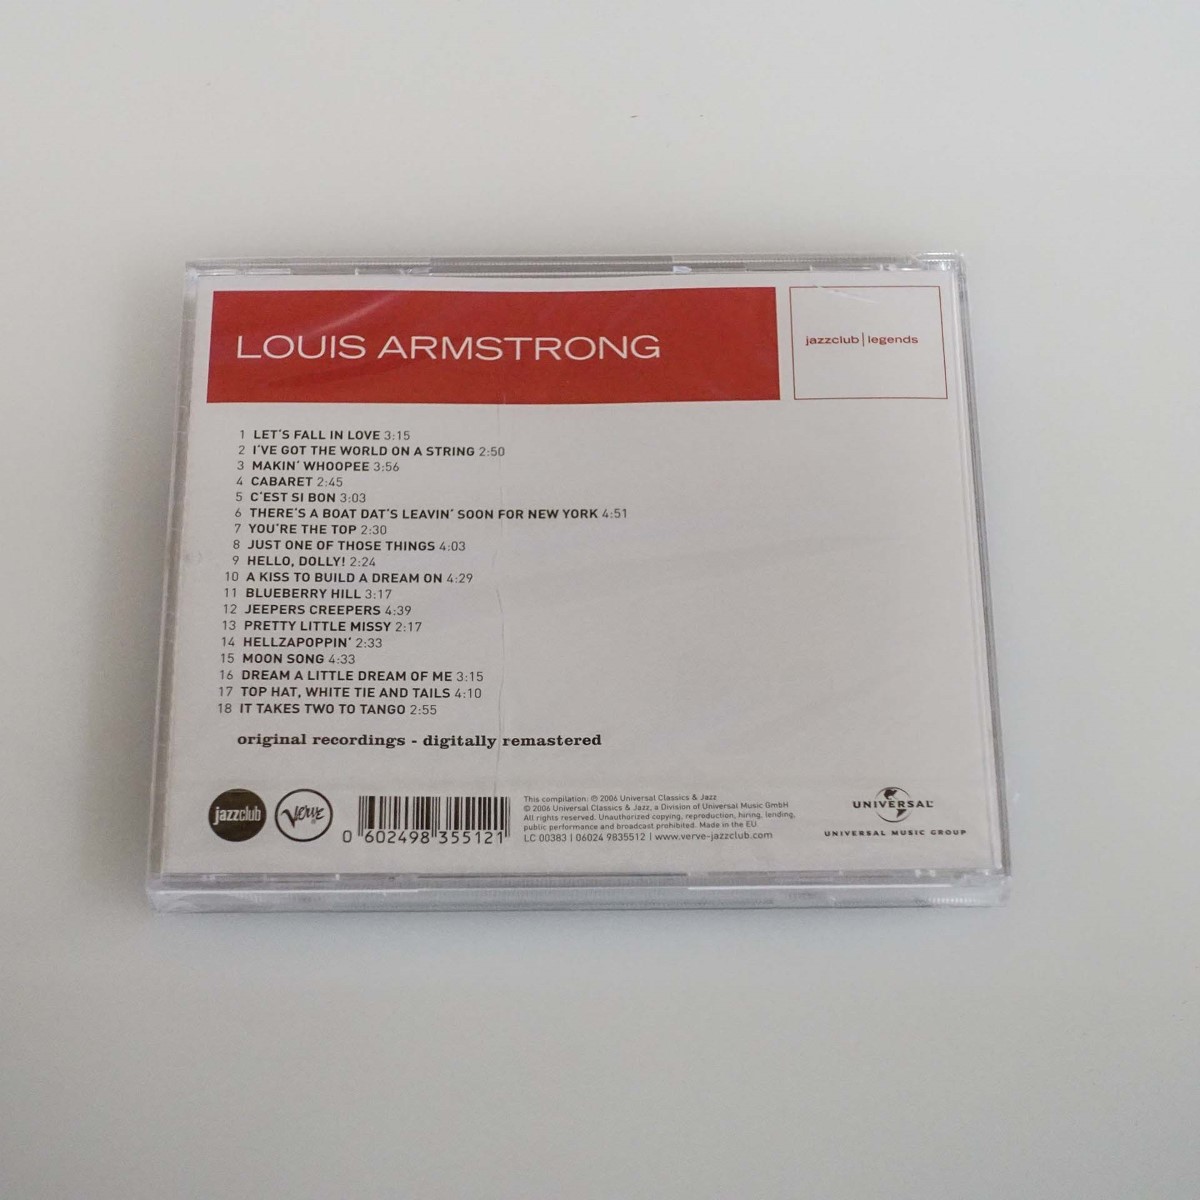 LOUIS ARMSTRONG
jazzclub|legends
1 LET'S FALL IN LOVE 3:15
2 I'VE GOT THE WORLD ON A STRING 2:50
3 MAKIN' WHOOPEE 3:56
4 CABARET 2:45
5 C'EST SI BON 3:03
6 THERE'S A BOAT DAT'S LEAVIN' SOON FOR NEW YORK 4:51
7 YOU'RE THE TOP 2:30
8 JUST ONE OF THOSE THINGS 4:03
9 HELLO, DOLLY! 2:24
10 A KISS TO BUILD A DREAM ON 4:29
11 BLUEBERRY HILL 3:17
12 JEEPERS CREEPERS 4:39
13 PRETTY LITTLE MISSY 2:17
14 HELLZAPOPPIN' 2:33
15 MOON SONG 4:33
16 DREAM A LITTLE DREAM OF ME 3:15
17 TOP HAT, WHITE TIE AND TAILS 4:10
18 IT TAKES TWO TO TANGO 2:55
original recordings - digitally remastered
jazzclub
Verve
0 602498 355121
This compilation: ℗ 2006 Universal Classics & Jazz
© 2006 Universal Classics & Jazz, a Division of Universal Music GmbH
All rights reserved. Unauthorized copying, reproduction, hiring, lending,
public performance and broadcast prohibited. Made in the EU.
LC 00383 | 06024 9835512 | www.verve-jazzclub.com
UNIVERSAL
UNIVERSAL MUSIC GROUP